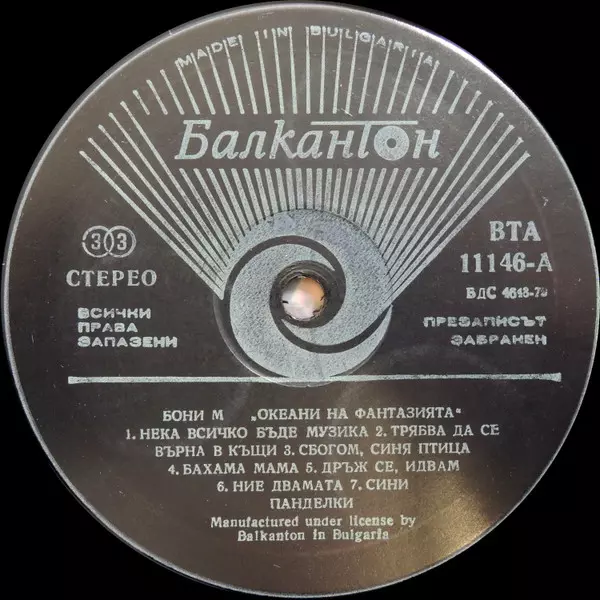 MADE IN BULGARIA
Балкантон
33
СТЕРЕО
ВСИЧКИ
ПРАВА
ЗАПАЗЕНИ
ВТА
11146-А
БДС 4643-79
ПРЕЗАПИСЪТ
ЗАБРАНЕН
БОНИ М „ОКЕАНИ НА ФАНТАЗИЯТА“
1. НЕКА ВСИЧКО БЪДЕ МУЗИКА 2. ТРЯБВА ДА СЕ
ВЪРНА В КЪЩИ 3. СБОГОМ, СИНЯ ПТИЦА
4. БАХАМА МАМА 5. ДРЪЖ СЕ, ИДВАМ
6. НИЕ ДВАМАТА 7. СИНИ
ПАНДЕЛКИ
Manufactured under license by
Balkanton in Bulgaria